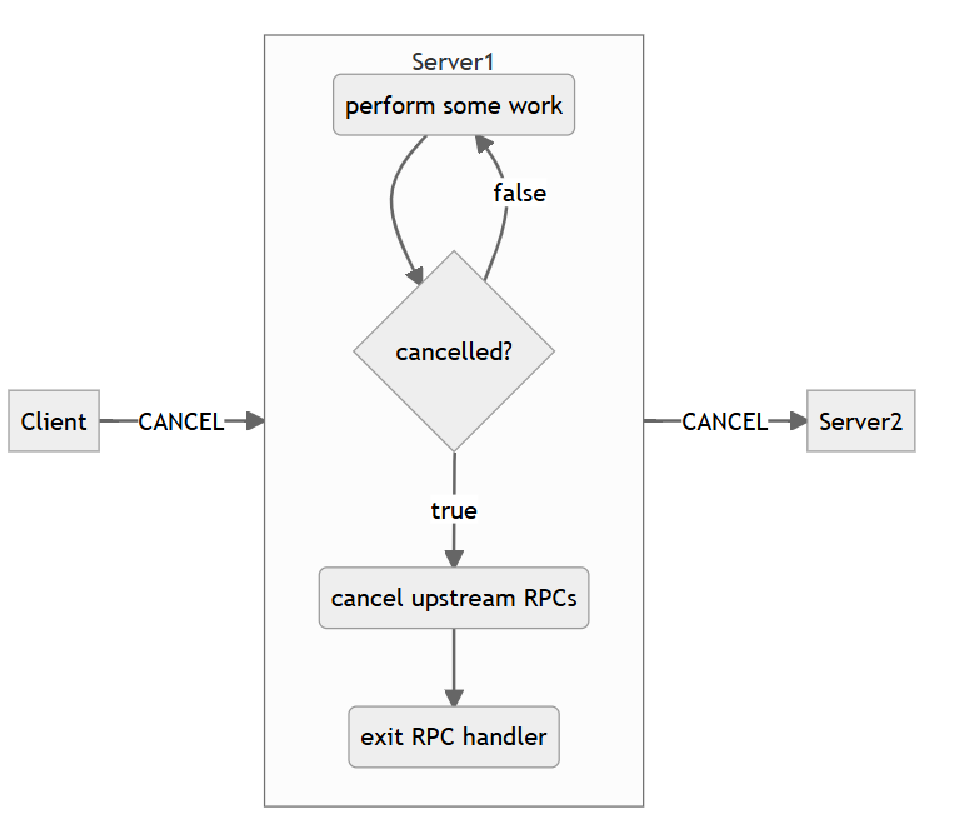 Server1
perform some work
false
cancelled?
Client
CANCEL
CANCEL
Server2
true
cancel upstream RPCs
exit RPC handler